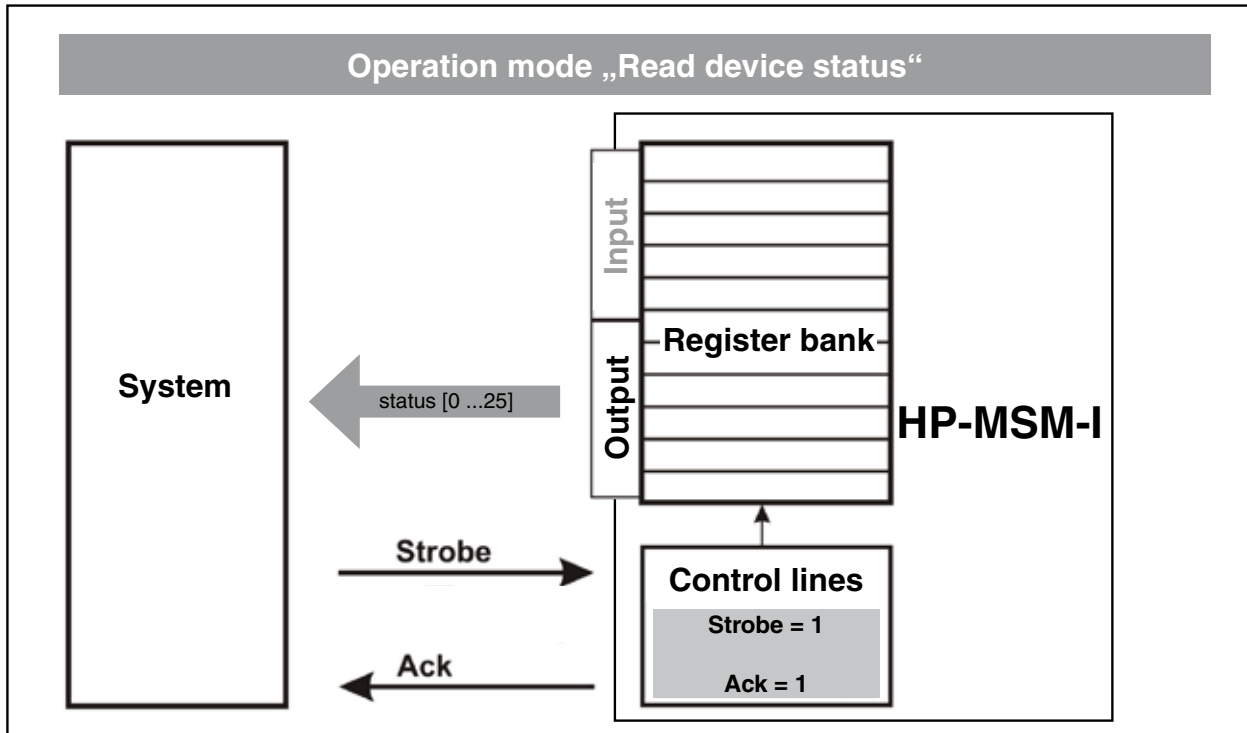 Operation mode „Read device status“
System
Input
Output
Register bank
HP-MSM-I
status [0 ...25]
Strobe
Ack
Control lines
Strobe = 1
Ack = 1